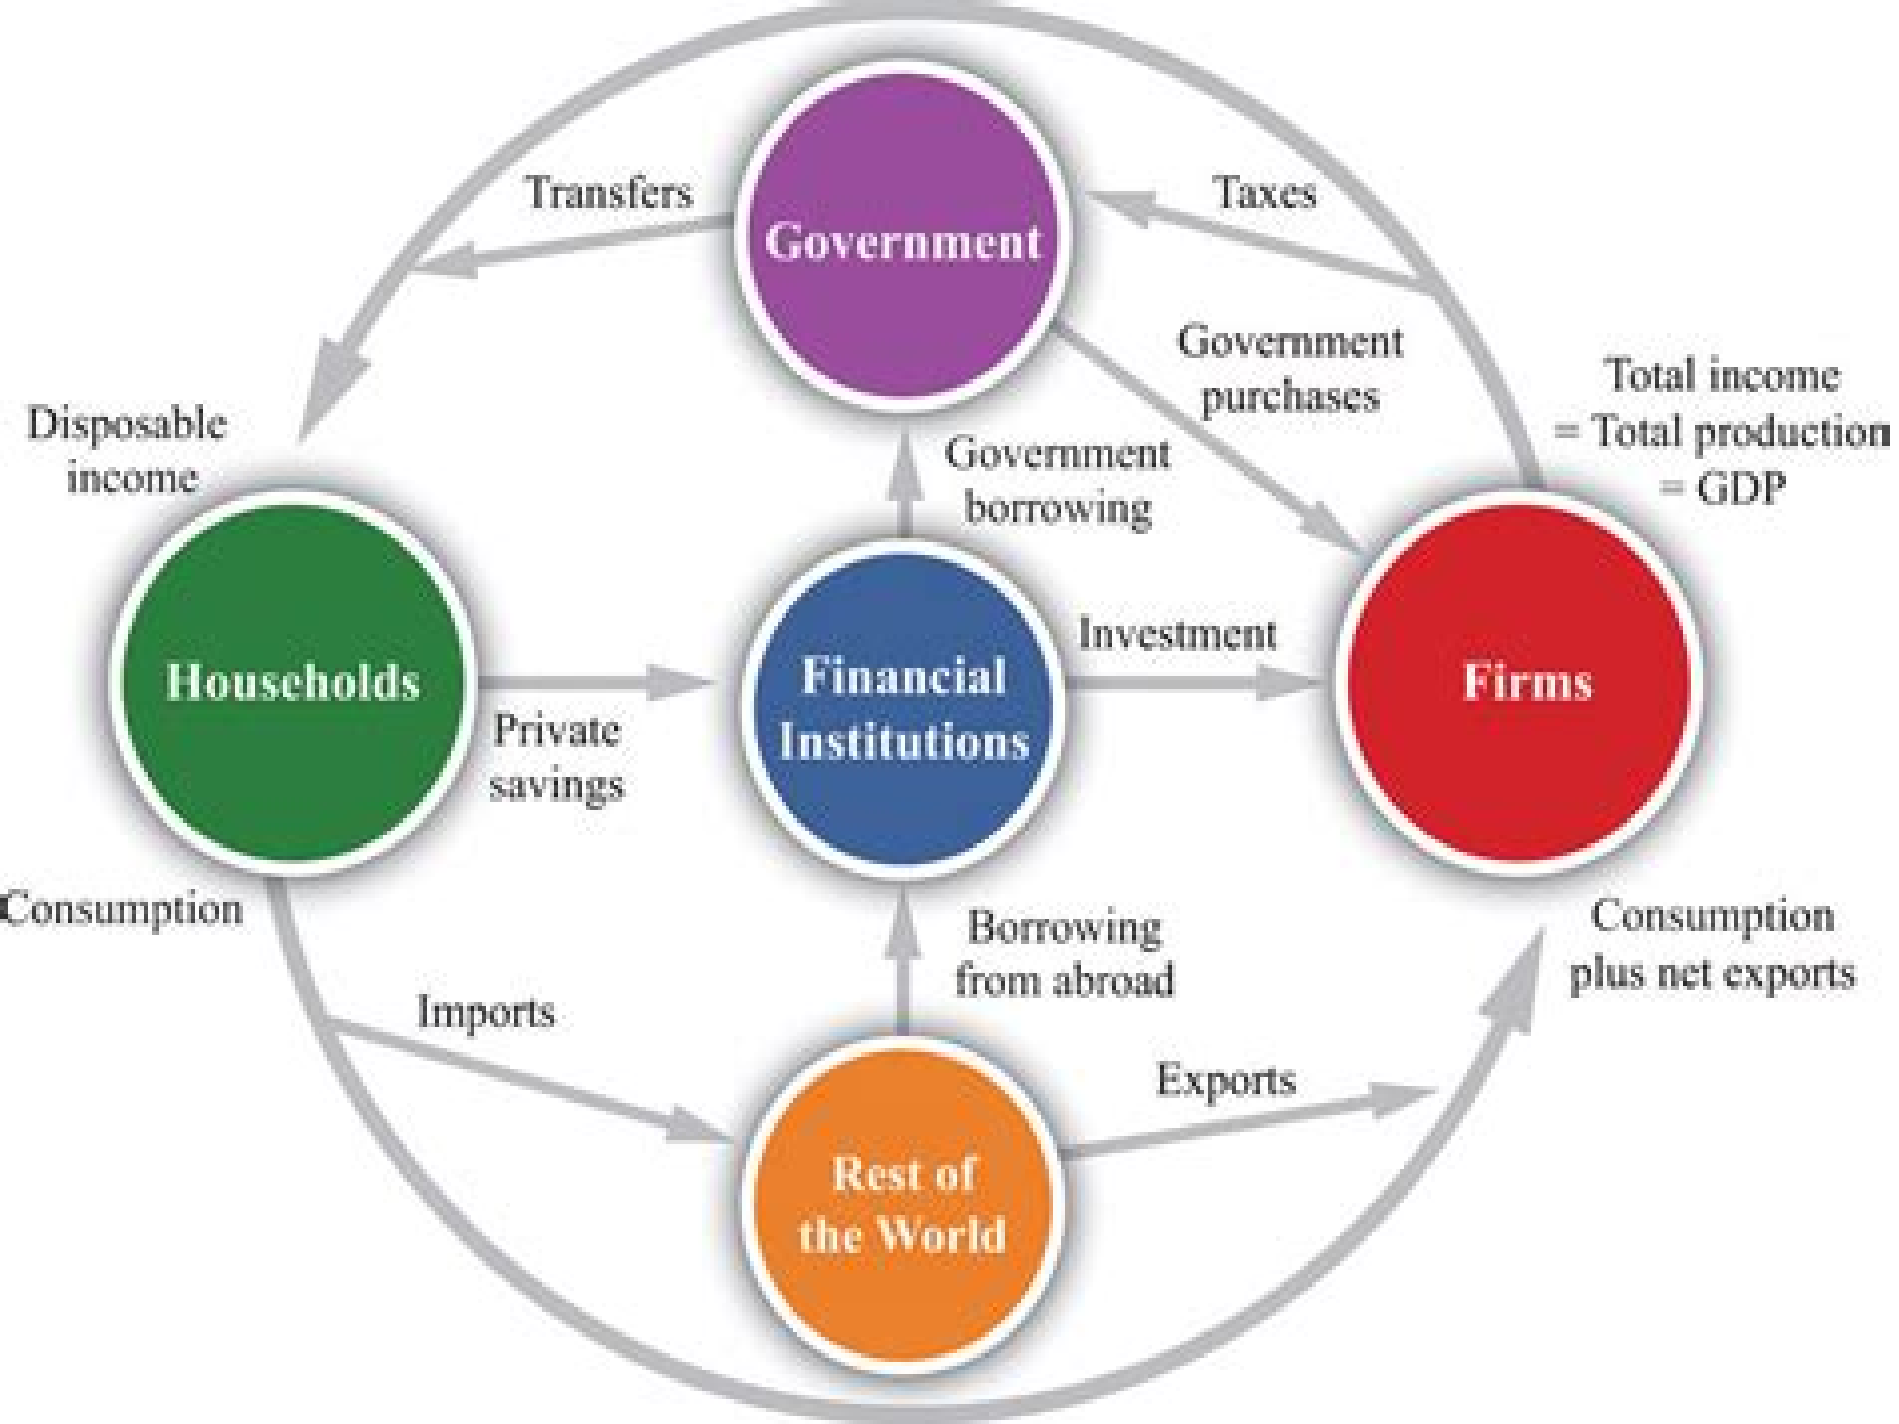 Transfers
Taxes
Government
Government
purchases
Total income
= Total production
= GDP
Disposable
income
Government
borrowing
Households
Private
savings
Financial
Institutions
Investment
Firms
Consumption
Borrowing
from abroad
Consumption
plus net exports
Imports
Exports
Rest of
the World